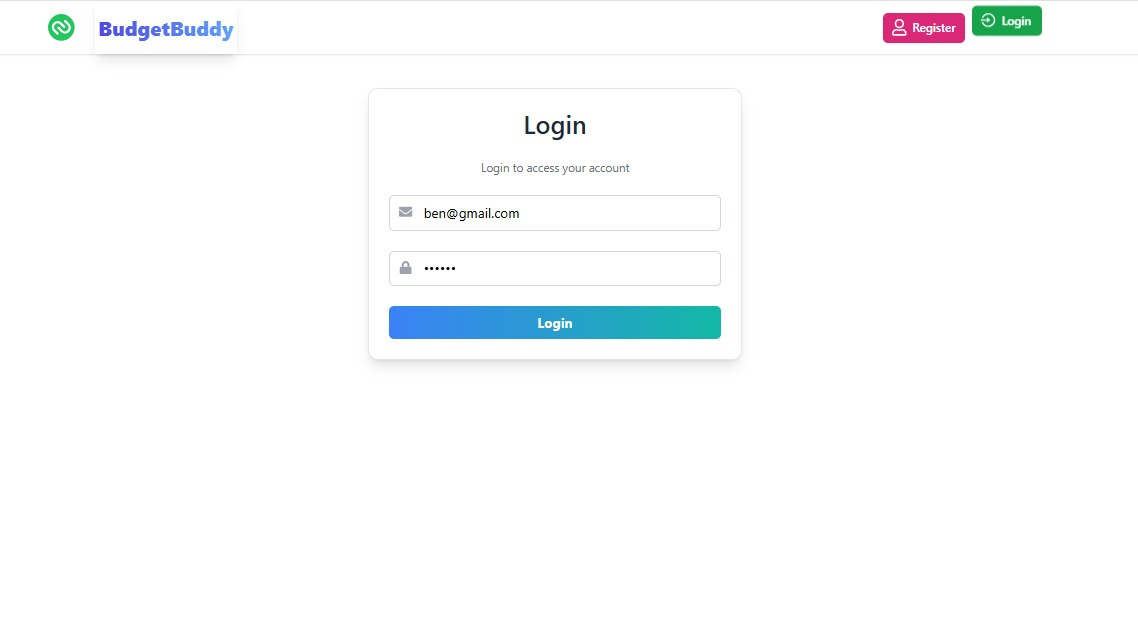 BudgetBuddy
Register
Login
Login
Login to access your account
ben@gmail.com
••••••
Login